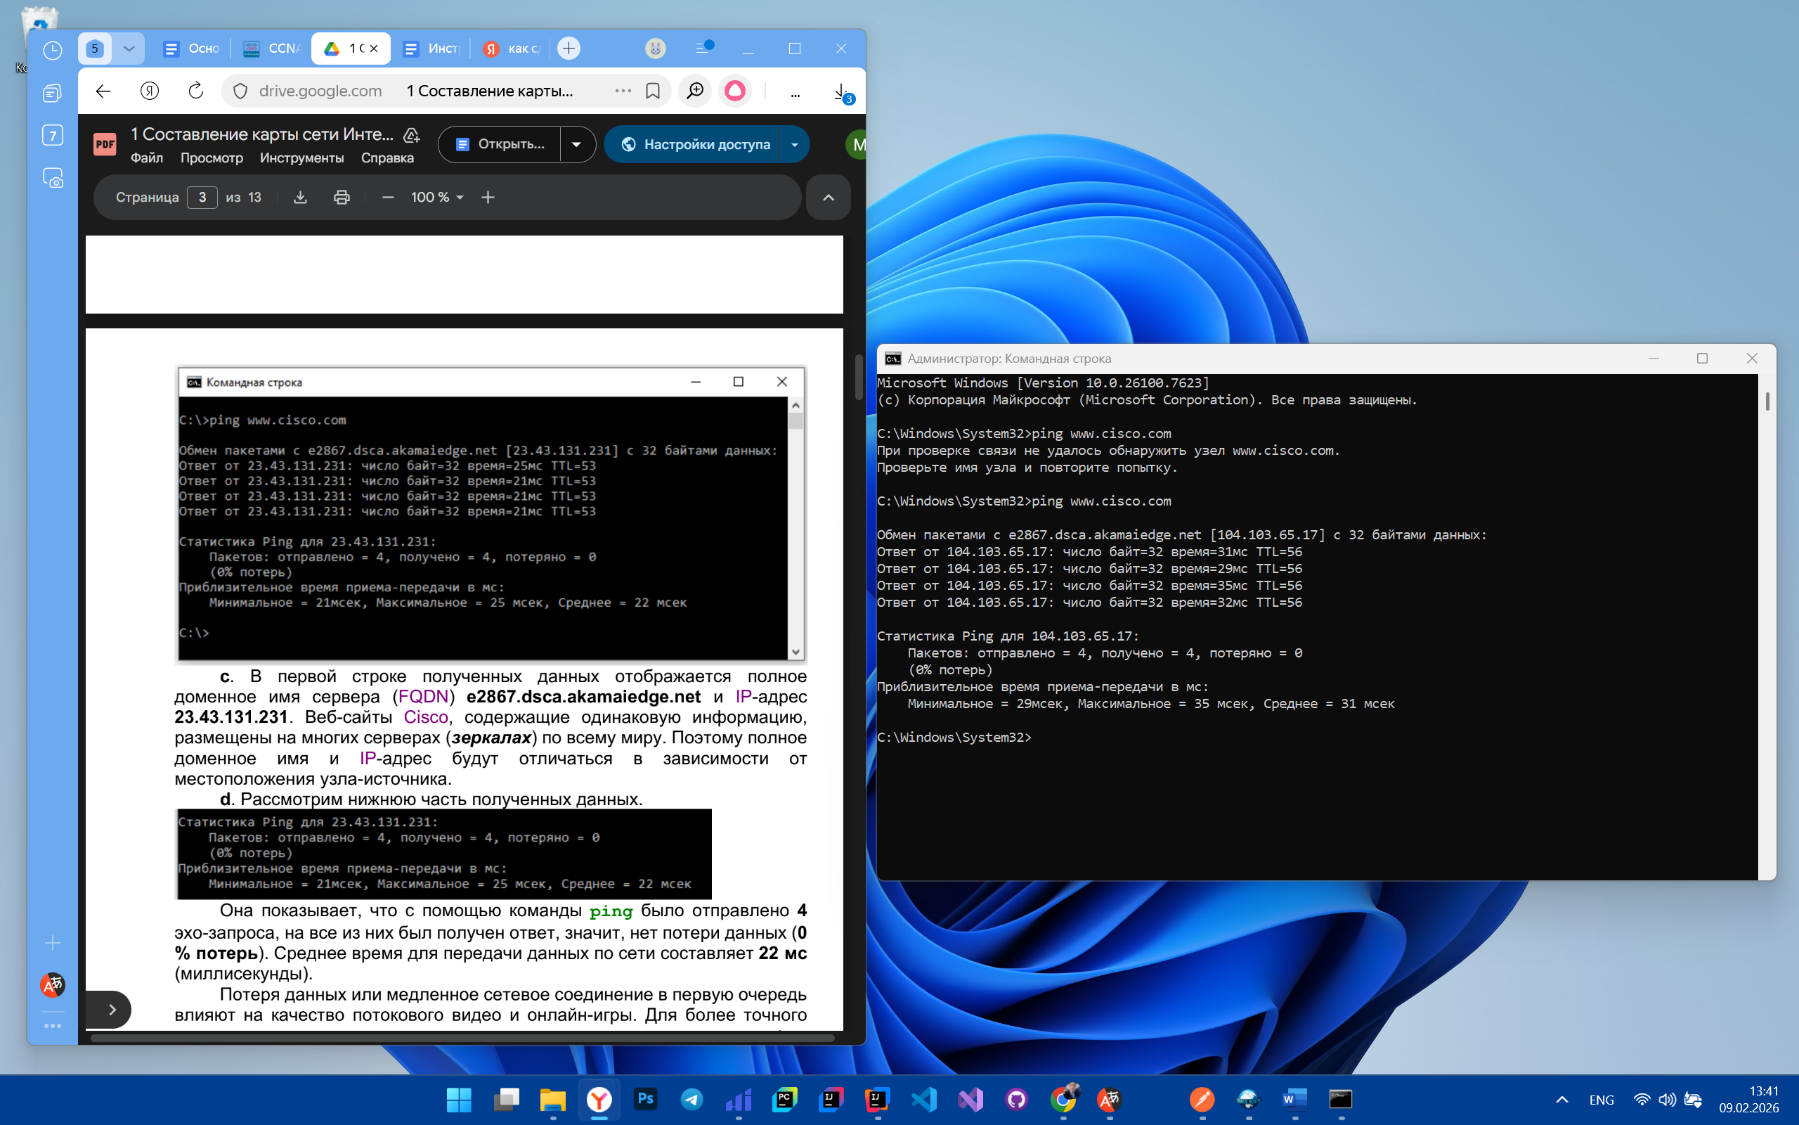 5
Осно
CCNA
1 С
Инст
как с
drive.google.com
1 Составление карты...
3
7
PDF
1 Составление карты сети Инте...
Файл Просмотр Инструменты Справка
Открыть...
Настройки доступа
M
Страница 3 из 13
100 %
Командная строка
C:\>ping www.cisco.com
Обмен пакетами с e2867.dsca.akamaiedge.net [23.43.131.231] с 32 байтами данных:
Ответ от 23.43.131.231: число байт=32 время=25мс TTL=53
Ответ от 23.43.131.231: число байт=32 время=21мс TTL=53
Ответ от 23.43.131.231: число байт=32 время=21мс TTL=53
Ответ от 23.43.131.231: число байт=32 время=21мс TTL=53
Статистика Ping для 23.43.131.231:
Пакетов: отправлено = 4, получено = 4, потеряно = 0
(0% потерь)
Приблизительное время приема-передачи в мс:
Минимальное = 21мсек, Максимальное = 25 мсек, Среднее = 22 мсек
C:\>
c. В первой строке полученных данных отображается полное
доменное имя сервера (FQDN) e2867.dsca.akamaiedge.net и IP-адрес
23.43.131.231. Веб-сайты Cisco, содержащие одинаковую информацию,
размещены на многих серверах (зеркалах) по всему миру. Поэтому полное
доменное имя и IP-адрес будут отличаться в зависимости от
местоположения узла-источника.
d. Рассмотрим нижнюю часть полученных данных.
Статистика Ping для 23.43.131.231:
Пакетов: отправлено = 4, получено = 4, потеряно = 0
(0% потерь)
Приблизительное время приема-передачи в мс:
Минимальное = 21мсек, Максимальное = 25 мсек, Среднее = 22 мсек
Она показывает, что с помощью команды ping было отправлено 4
эхо-запроса, на все из них был получен ответ, значит, нет потери данных (0
% потерь). Среднее время для передачи данных по сети составляет 22 мс
(миллисекунды).
Потеря данных или медленное сетевое соединение в первую очередь
влияют на качество потокового видео и онлайн-игры. Для более точного
Администратор: Командная строка
Microsoft Windows [Version 10.0.26100.7623]
(c) Корпорация Майкрософт (Microsoft Corporation). Все права защищены.
C:\Windows\System32>ping www.cisco.com
При проверке связи не удалось обнаружить узел www.cisco.com.
Проверьте имя узла и повторите попытку.
C:\Windows\System32>ping www.cisco.com
Обмен пакетами с e2867.dsca.akamaiedge.net [104.103.65.17] с 32 байтами данных:
Ответ от 104.103.65.17: число байт=32 время=31мс TTL=56
Ответ от 104.103.65.17: число байт=32 время=29мс TTL=56
Ответ от 104.103.65.17: число байт=32 время=35мс TTL=56
Ответ от 104.103.65.17: число байт=32 время=32мс TTL=56
Статистика Ping для 104.103.65.17:
Пакетов: отправлено = 4, получено = 4, потеряно = 0
(0% потерь)
Приблизительное время приема-передачи в мс:
Минимальное = 29мсек, Максимальное = 35 мсек, Среднее = 31 мсек
C:\Windows\System32>
Ps
PC
IJ
IJ
ENG
13:41
09.02.2026